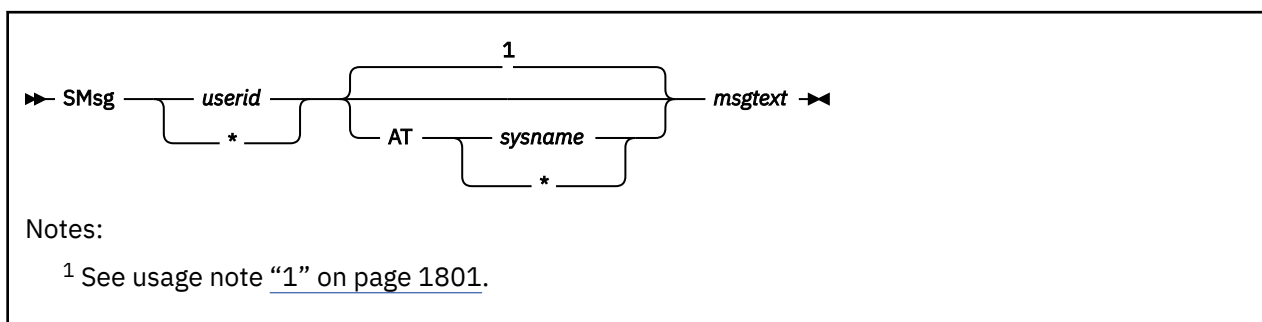 1
SMsg userid AT sysname msgtext
* *
Notes:
1 See usage note “1” on page 1801.